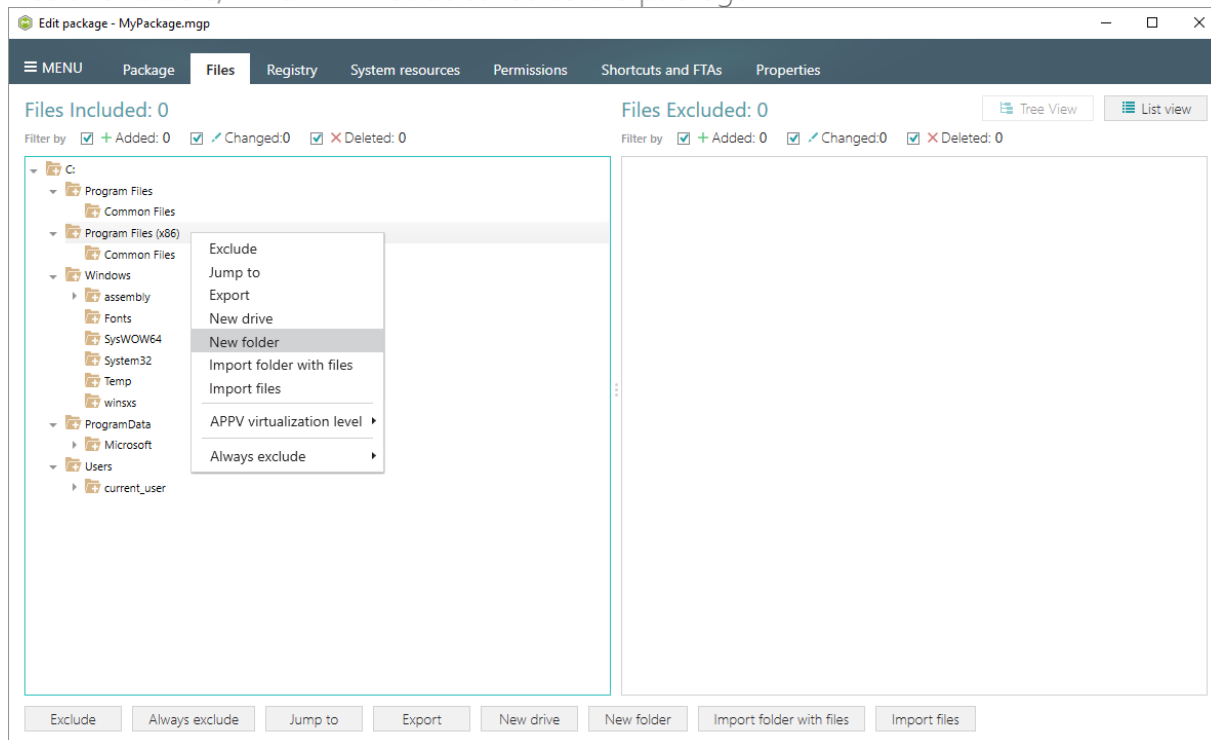 Edit package - MyPackage.mgp
MENU Package Files Registry System resources Permissions Shortcuts and FTAs Properties
Files Included: 0
Filter by Added: 0 Changed:0 Deleted: 0
Files Excluded: 0
Tree View List view
Filter by Added: 0 Changed:0 Deleted: 0
C:
Program Files
Common Files
Program Files (x86)
Common Files
Windows
assembly
Fonts
SysWOW64
System32
Temp
winsxs
ProgramData
Microsoft
Users
current_user
Exclude
Jump to
Export
New drive
New folder
Import folder with files
Import files
APPV virtualization level
Always exclude
Exclude Always exclude Jump to Export New drive New folder Import folder with files Import files